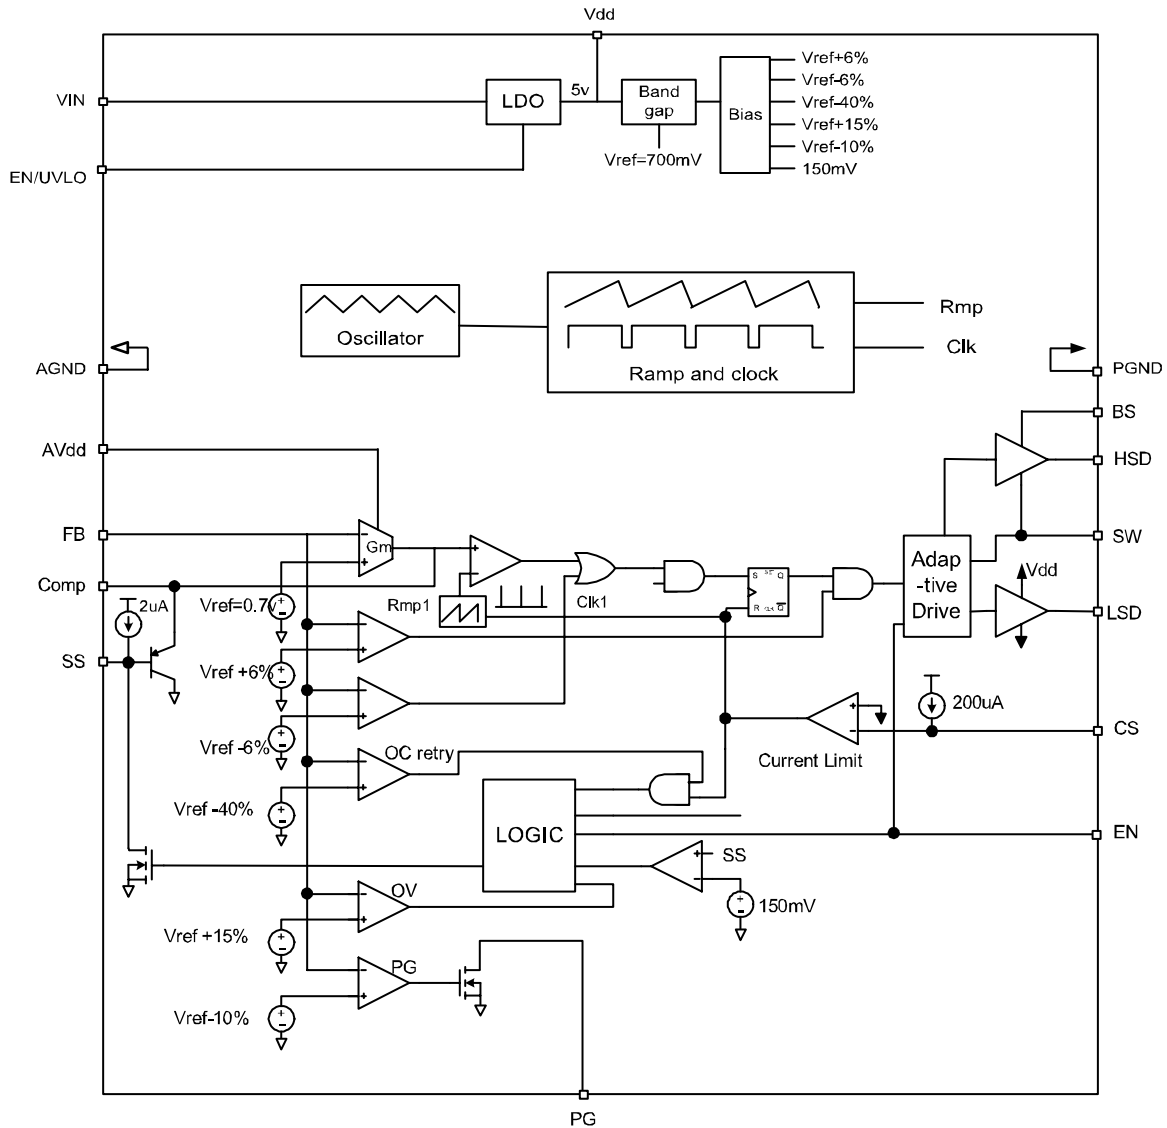 Vdd
VIN
LDO
5v
Band
gap
Bias
Vref+6%
Vref-6%
Vref-40%
Vref+15%
Vref-10%
150mV
Vref=700mV
EN/UVLO
Oscillator
Ramp and clock
Rmp
Clk
AGND
PGND
BS
AVdd
HSD
FB
Gm
SW
Comp
Adap
-tive
Drive
Vdd
S
Q
R
Q
2uA
Vref=0.7v
Rmp1
Clk1
LSD
SS
Vref +6%
200uA
CS
Vref -6%
OC retry
Current Limit
Vref -40%
LOGIC
EN
SS
150mV
OV
Vref +15%
PG
Vref-10%
PG